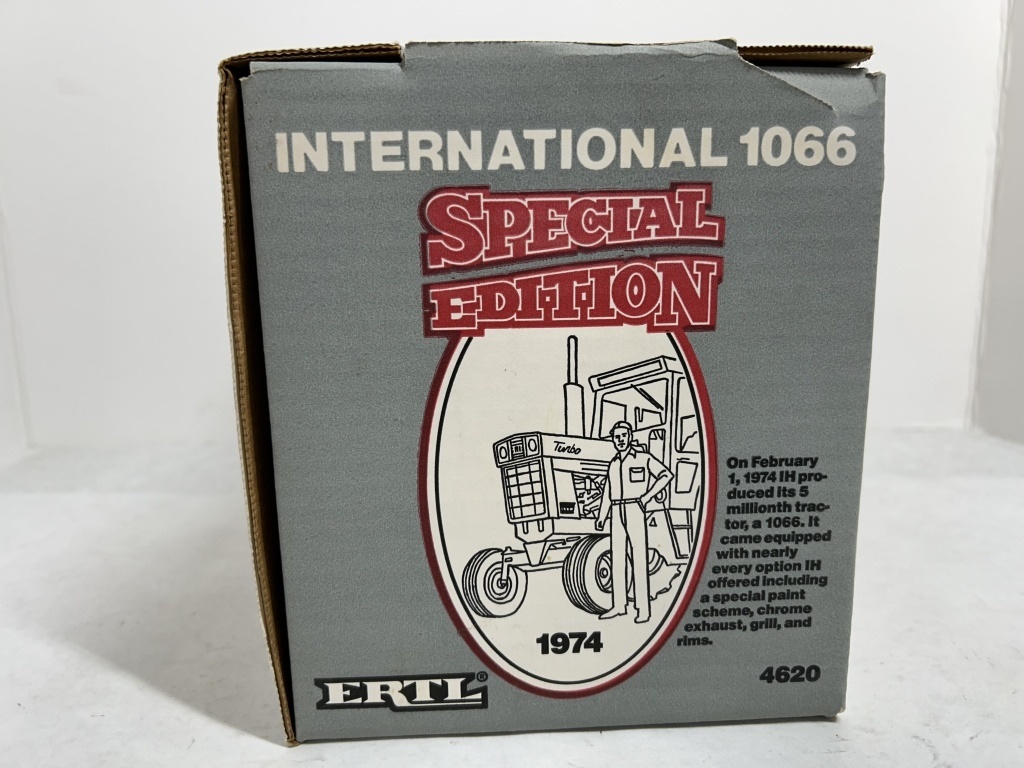 INTERNATIONAL 1066
SPECIAL
EDITION
Turbo
On February
1, 1974 IH pro-
duced its 5
millionth trac-
tor, a 1066. It
came equipped
with nearly
every option IH
offered including
a special paint
scheme, chrome
exhaust, grill, and
rims.
1974
4620
ERTL®